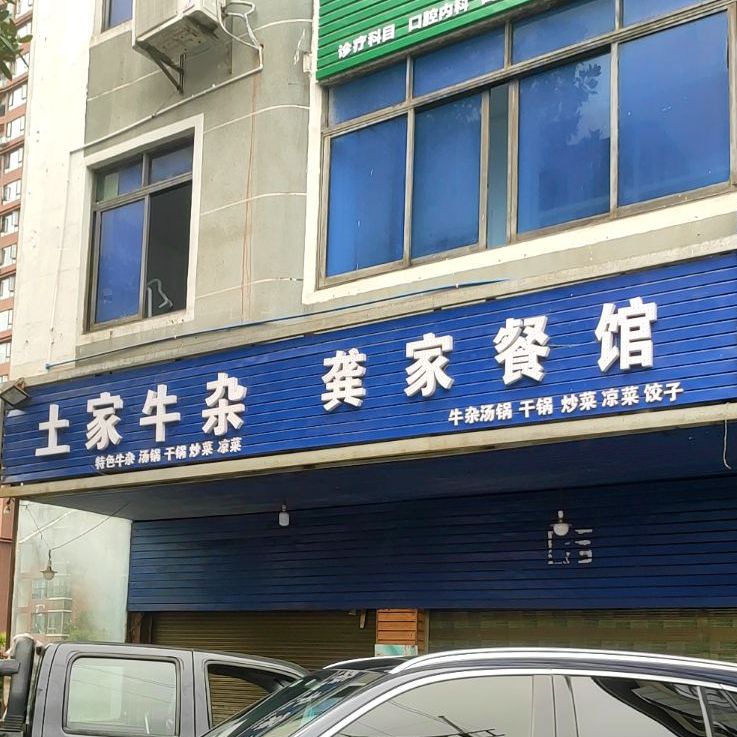 诊疗科目 口腔内科
土家牛杂 龚家餐馆
特色牛杂 汤锅 干锅 炒菜 凉菜
牛杂汤锅 干锅 炒菜 凉菜 饺子